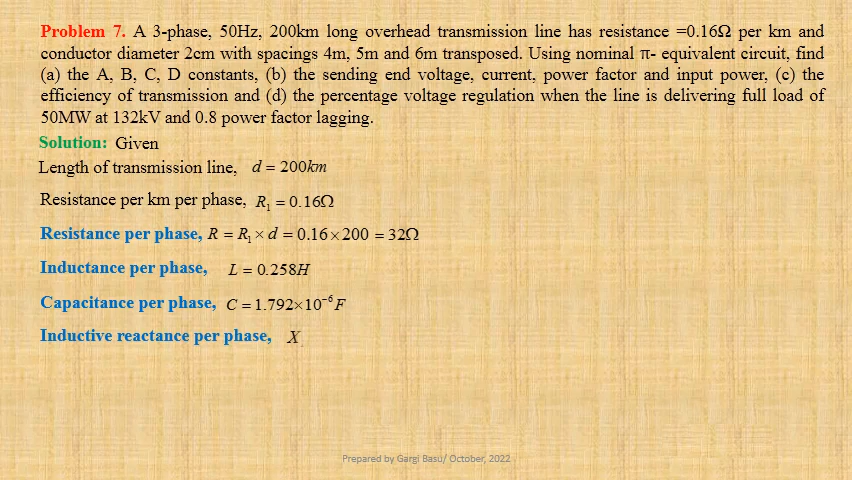 Problem 7. A 3-phase, 50Hz, 200km long overhead transmission line has resistance =0.16Ω per km and
conductor diameter 2cm with spacings 4m, 5m and 6m transposed. Using nominal π- equivalent circuit, find
(a) the A, B, C, D constants, (b) the sending end voltage, current, power factor and input power, (c) the
efficiency of transmission and (d) the percentage voltage regulation when the line is delivering full load of
50MW at 132kV and 0.8 power factor lagging.
Solution: Given
Length of transmission line, d = 200km
Resistance per km per phase, R₁ = 0.16Ω
Resistance per phase, R = R₁ × d = 0.16 × 200 = 32Ω
Inductance per phase, L = 0.258H
Capacitance per phase, C = 1.792×10⁻⁶ F
Inductive reactance per phase, X
Prepared by Gargi Basu/ October, 2022